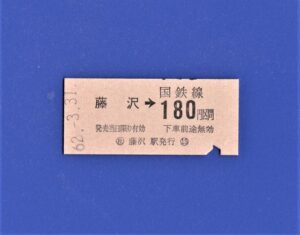 62.-3.31.
国鉄線
藤沢→180円区間
発売当日限り有効 下車前途無効
藤沢駅発行